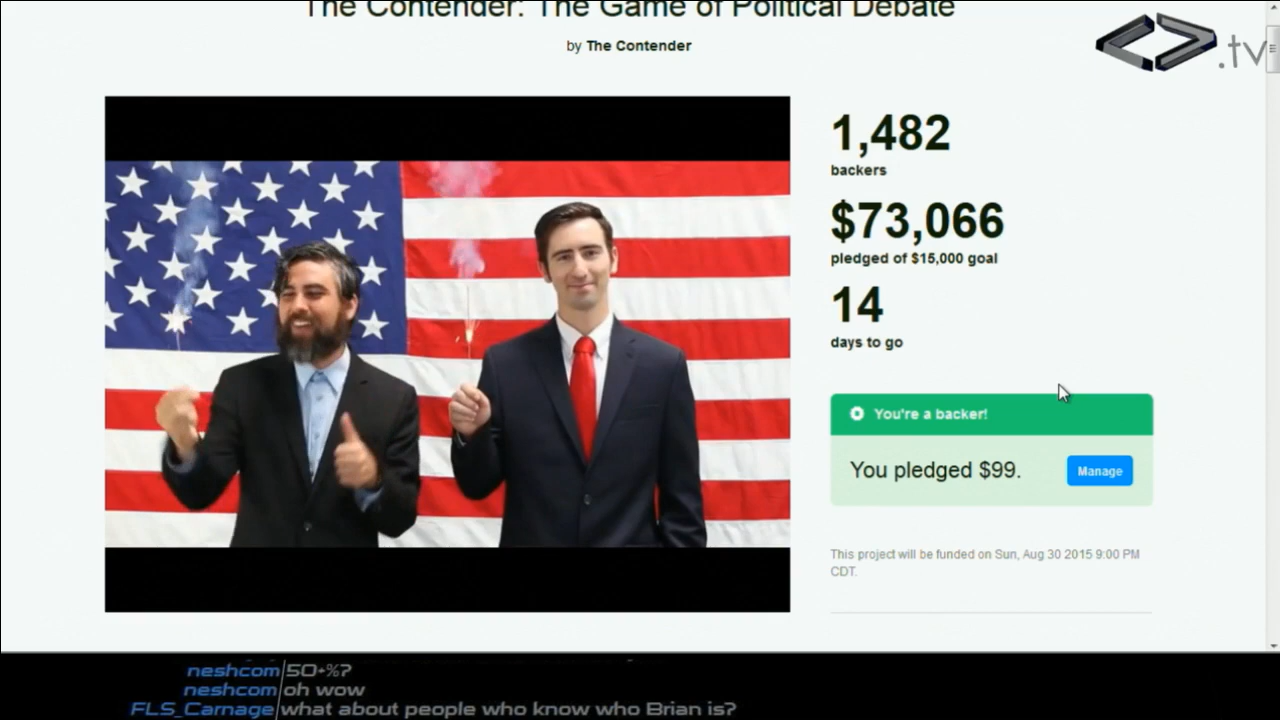 The Contender: The Game of Political Debate
by The Contender
.tv
1,482
backers
$73,066
pledged of $15,000 goal
14
days to go
You're a backer!
You pledged $99.
Manage
This project will be funded on Sun, Aug 30 2015 9:00 PM
CDT.
neshcom 50+%?
neshcom oh wow
FLS_Carnage what about people who know who Brian is?